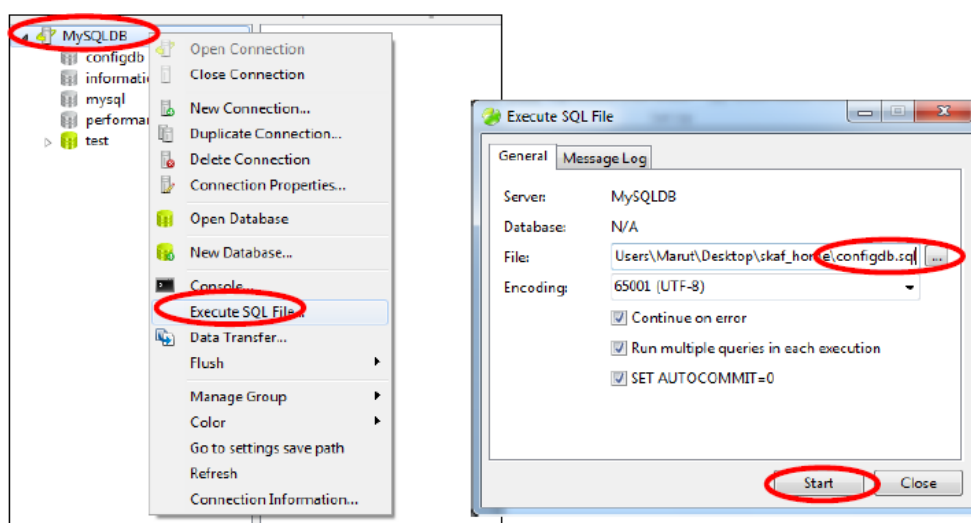 MySQLDB
configdb
informati
mysql
performa
test
Open Connection
Close Connection
New Connection...
Duplicate Connection...
Delete Connection
Connection Properties...
Open Database
New Database...
Console...
Execute SQL File...
Data Transfer...
Flush
Manage Group
Color
Go to settings save path
Refresh
Connection Information...
Execute SQL File
General Message Log
Server: MySQLDB
Database: N/A
File: Users\Marut\Desktop\skaf_home\configdb.sql ...
Encoding: 65001 (UTF-8)
Continue on error
Run multiple queries in each execution
SET AUTOCOMMIT=0
Start Close